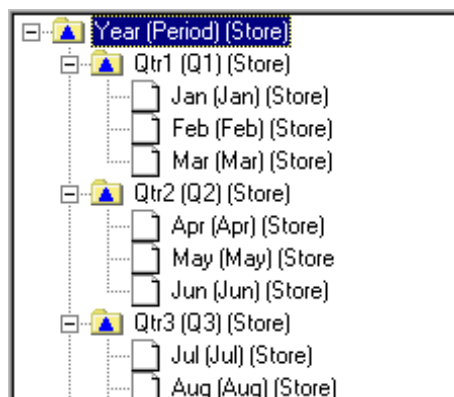 Year (Period) (Store)
Qtr1 (Q1) (Store)
Jan (Jan) (Store)
Feb (Feb) (Store)
Mar (Mar) (Store)
Qtr2 (Q2) (Store)
Apr (Apr) (Store)
May (May) (Store
Jun (Jun) (Store)
Qtr3 (Q3) (Store)
Jul (Jul) (Store)
Aug (Aug) (Store)